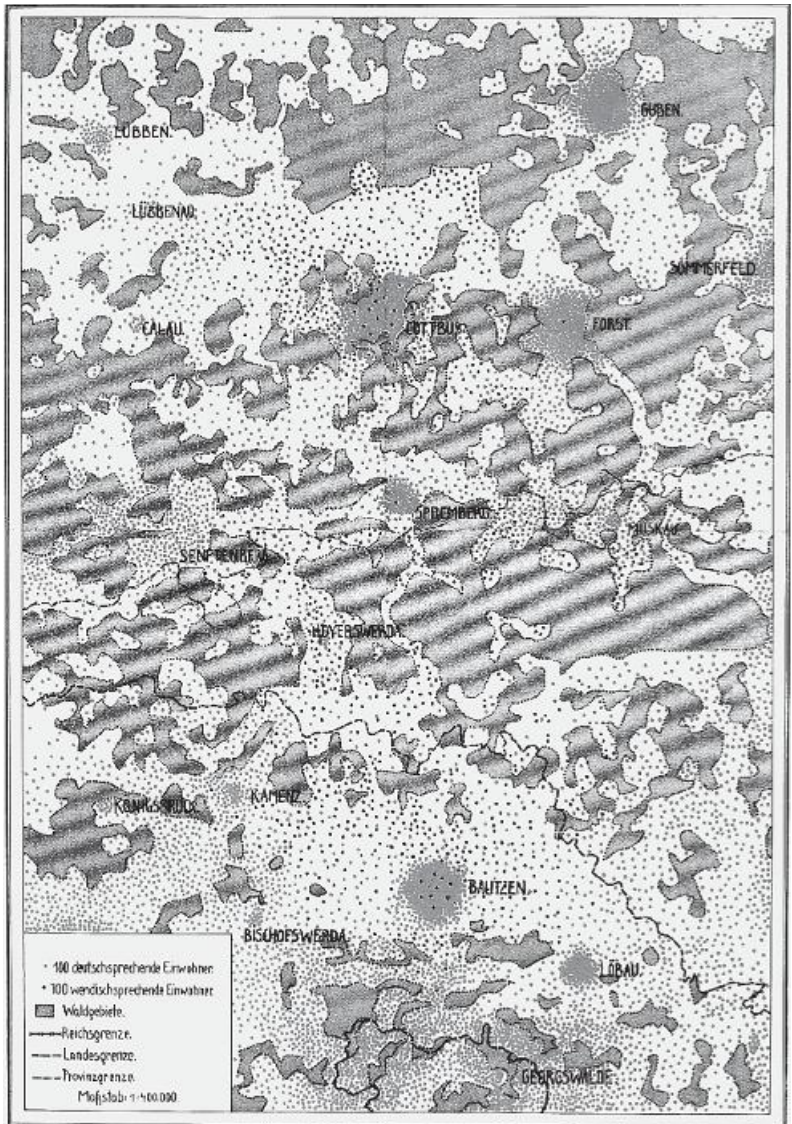 GUBEN.
LÜBBEN.
LÜBBENAU.
SOMMERFELD.
CALAU.
COTTBUS.
FORST.
SPREMBERG.
MUSKAU.
SENFTENBERG.
HOYERSWERDA.
KÖNIGSBRÜCK.
KAMENZ.
BAUTZEN.
BISCHOFSWERDA.
LÖBAU.
GEORGSWALDE.
• 100 deutschsprechende Einwohner.
• 100 wendischsprechende Einwohner.
Waldgebiete.
Reichsgrenze.
Landesgrenze.
Provinzgrenze.
Maßstab: 1:400.000